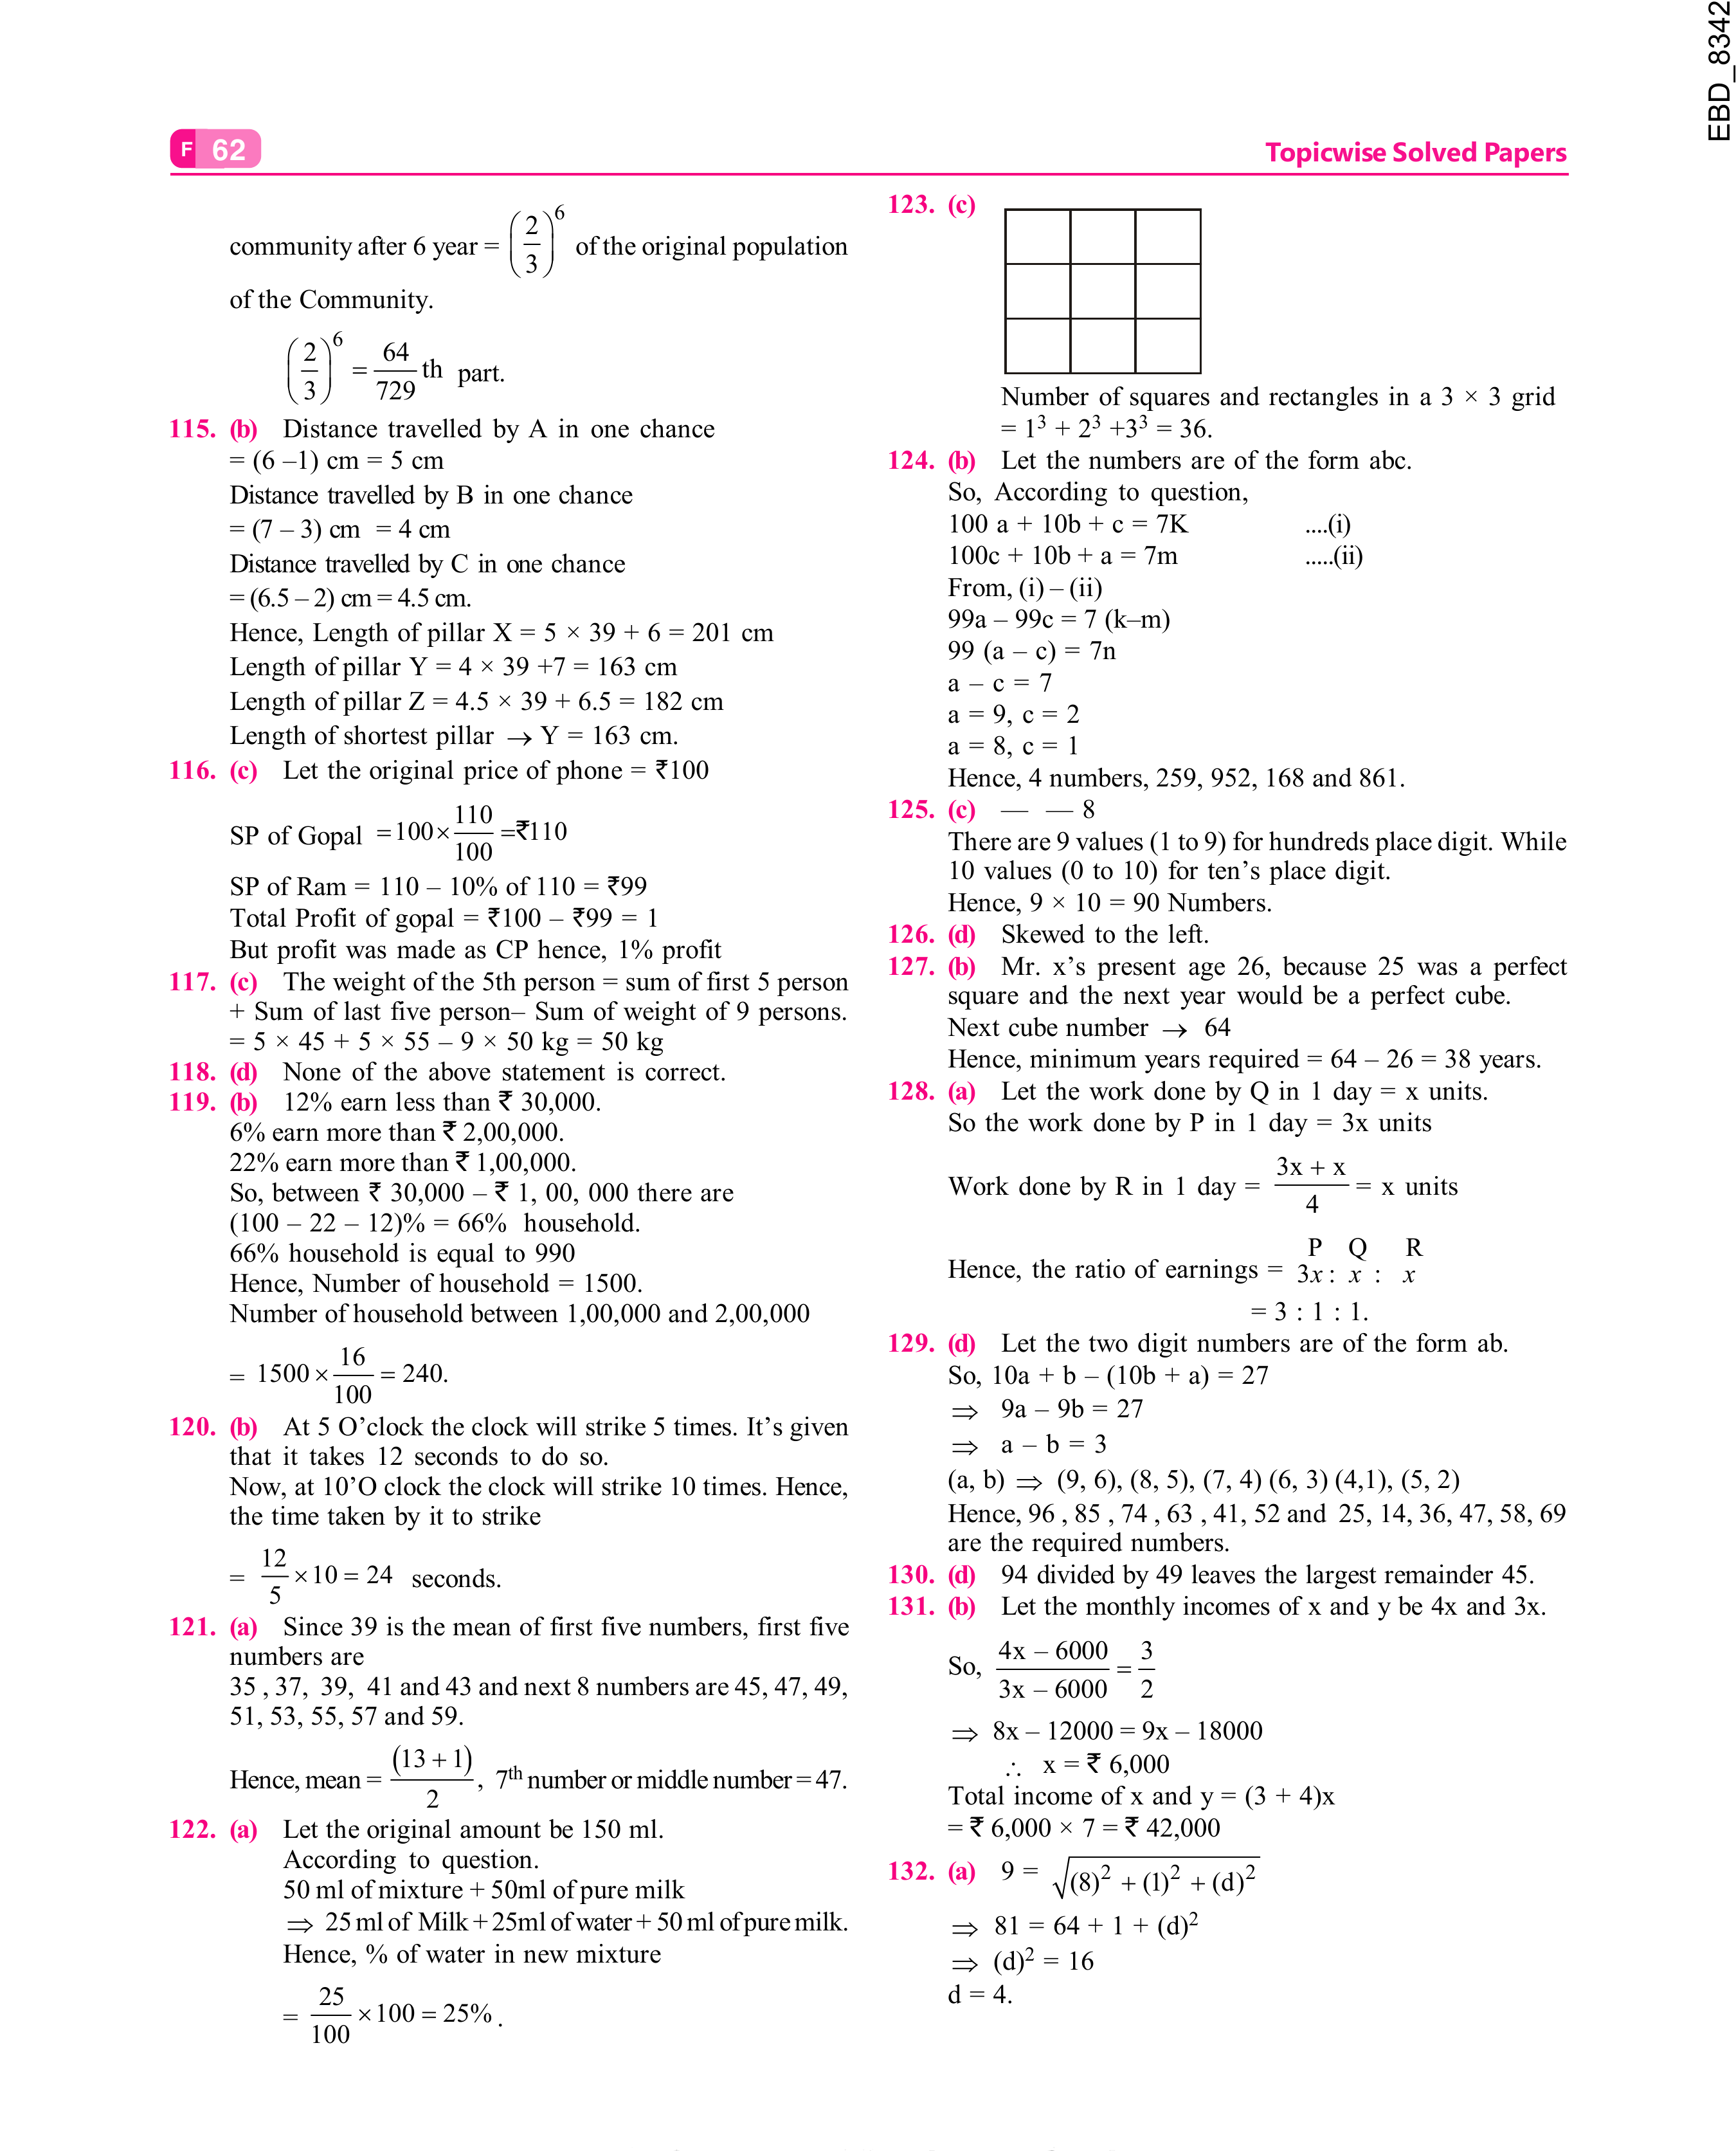 EBD_8342
F 62
Topicwise Solved Papers
community after 6 year = (2/3)^6 of the original population
of the Community.
(2/3)^6 = 64/729 th part.
115. (b) Distance travelled by A in one chance
= (6 –1) cm = 5 cm
Distance travelled by B in one chance
= (7 – 3) cm = 4 cm
Distance travelled by C in one chance
= (6.5 – 2) cm = 4.5 cm.
Hence, Length of pillar X = 5 × 39 + 6 = 201 cm
Length of pillar Y = 4 × 39 +7 = 163 cm
Length of pillar Z = 4.5 × 39 + 6.5 = 182 cm
Length of shortest pillar → Y = 163 cm.
116. (c) Let the original price of phone = ₹100
SP of Gopal = 100 × 110/100 = ₹110
SP of Ram = 110 – 10% of 110 = ₹99
Total Profit of gopal = ₹100 – ₹99 = 1
But profit was made as CP hence, 1% profit
117. (c) The weight of the 5th person = sum of first 5 person
+ Sum of last five person– Sum of weight of 9 persons.
= 5 × 45 + 5 × 55 – 9 × 50 kg = 50 kg
118. (d) None of the above statement is correct.
119. (b) 12% earn less than ₹ 30,000.
6% earn more than ₹ 2,00,000.
22% earn more than ₹ 1,00,000.
So, between ₹ 30,000 – ₹ 1, 00, 000 there are
(100 – 22 – 12)% = 66% household.
66% household is equal to 990
Hence, Number of household = 1500.
Number of household between 1,00,000 and 2,00,000
= 1500 × 16/100 = 240.
120. (b) At 5 O’clock the clock will strike 5 times. It’s given
that it takes 12 seconds to do so.
Now, at 10’O clock the clock will strike 10 times. Hence,
the time taken by it to strike
= 12/5 × 10 = 24 seconds.
121. (a) Since 39 is the mean of first five numbers, first five
numbers are
35 , 37, 39, 41 and 43 and next 8 numbers are 45, 47, 49,
51, 53, 55, 57 and 59.
Hence, mean = (13 + 1)/2, 7th number or middle number = 47.
122. (a) Let the original amount be 150 ml.
According to question.
50 ml of mixture + 50ml of pure milk
⇒ 25 ml of Milk + 25ml of water + 50 ml of pure milk.
Hence, % of water in new mixture
= 25/100 × 100 = 25% .
123. (c)
Number of squares and rectangles in a 3 × 3 grid
= 1³ + 2³ +3³ = 36.
124. (b) Let the numbers are of the form abc.
So, According to question,
100 a + 10b + c = 7K ....(i)
100c + 10b + a = 7m .....(ii)
From, (i) – (ii)
99a – 99c = 7 (k–m)
99 (a – c) = 7n
a – c = 7
a = 9, c = 2
a = 8, c = 1
Hence, 4 numbers, 259, 952, 168 and 861.
125. (c) — — 8
There are 9 values (1 to 9) for hundreds place digit. While
10 values (0 to 10) for ten’s place digit.
Hence, 9 × 10 = 90 Numbers.
126. (d) Skewed to the left.
127. (b) Mr. x’s present age 26, because 25 was a perfect
square and the next year would be a perfect cube.
Next cube number → 64
Hence, minimum years required = 64 – 26 = 38 years.
128. (a) Let the work done by Q in 1 day = x units.
So the work done by P in 1 day = 3x units
Work done by R in 1 day = (3x + x)/4 = x units
P Q R
Hence, the ratio of earnings = 3x : x : x
= 3 : 1 : 1.
129. (d) Let the two digit numbers are of the form ab.
So, 10a + b – (10b + a) = 27
⇒ 9a – 9b = 27
⇒ a – b = 3
(a, b) ⇒ (9, 6), (8, 5), (7, 4) (6, 3) (4,1), (5, 2)
Hence, 96 , 85 , 74 , 63 , 41, 52 and 25, 14, 36, 47, 58, 69
are the required numbers.
130. (d) 94 divided by 49 leaves the largest remainder 45.
131. (b) Let the monthly incomes of x and y be 4x and 3x.
So, (4x – 6000)/(3x – 6000) = 3/2
⇒ 8x – 12000 = 9x – 18000
∴ x = ₹ 6,000
Total income of x and y = (3 + 4)x
= ₹ 6,000 × 7 = ₹ 42,000
132. (a) 9 = √((8)² + (1)² + (d)²)
⇒ 81 = 64 + 1 + (d)²
⇒ (d)² = 16
d = 4.